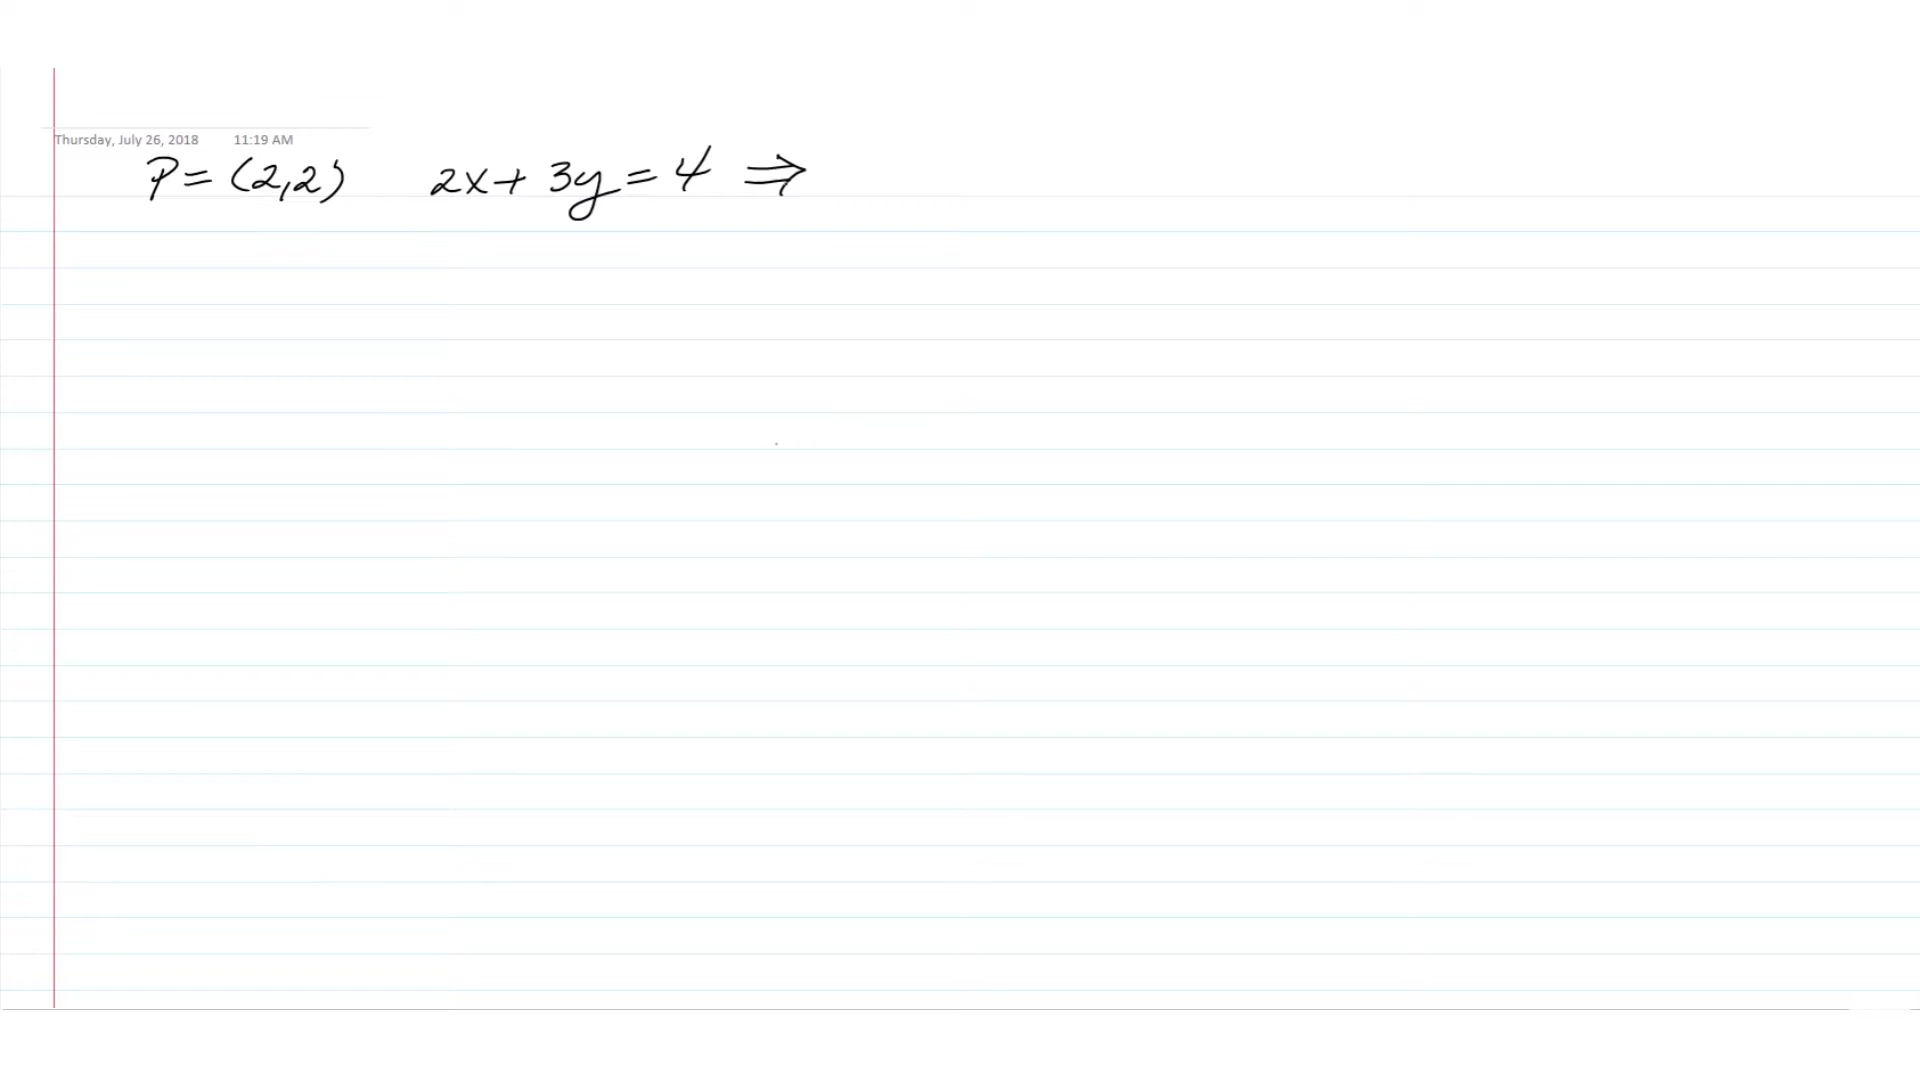 Thursday, July 26, 2018 11:19 AM
P = (2,2) 2x + 3y = 4 ⇒